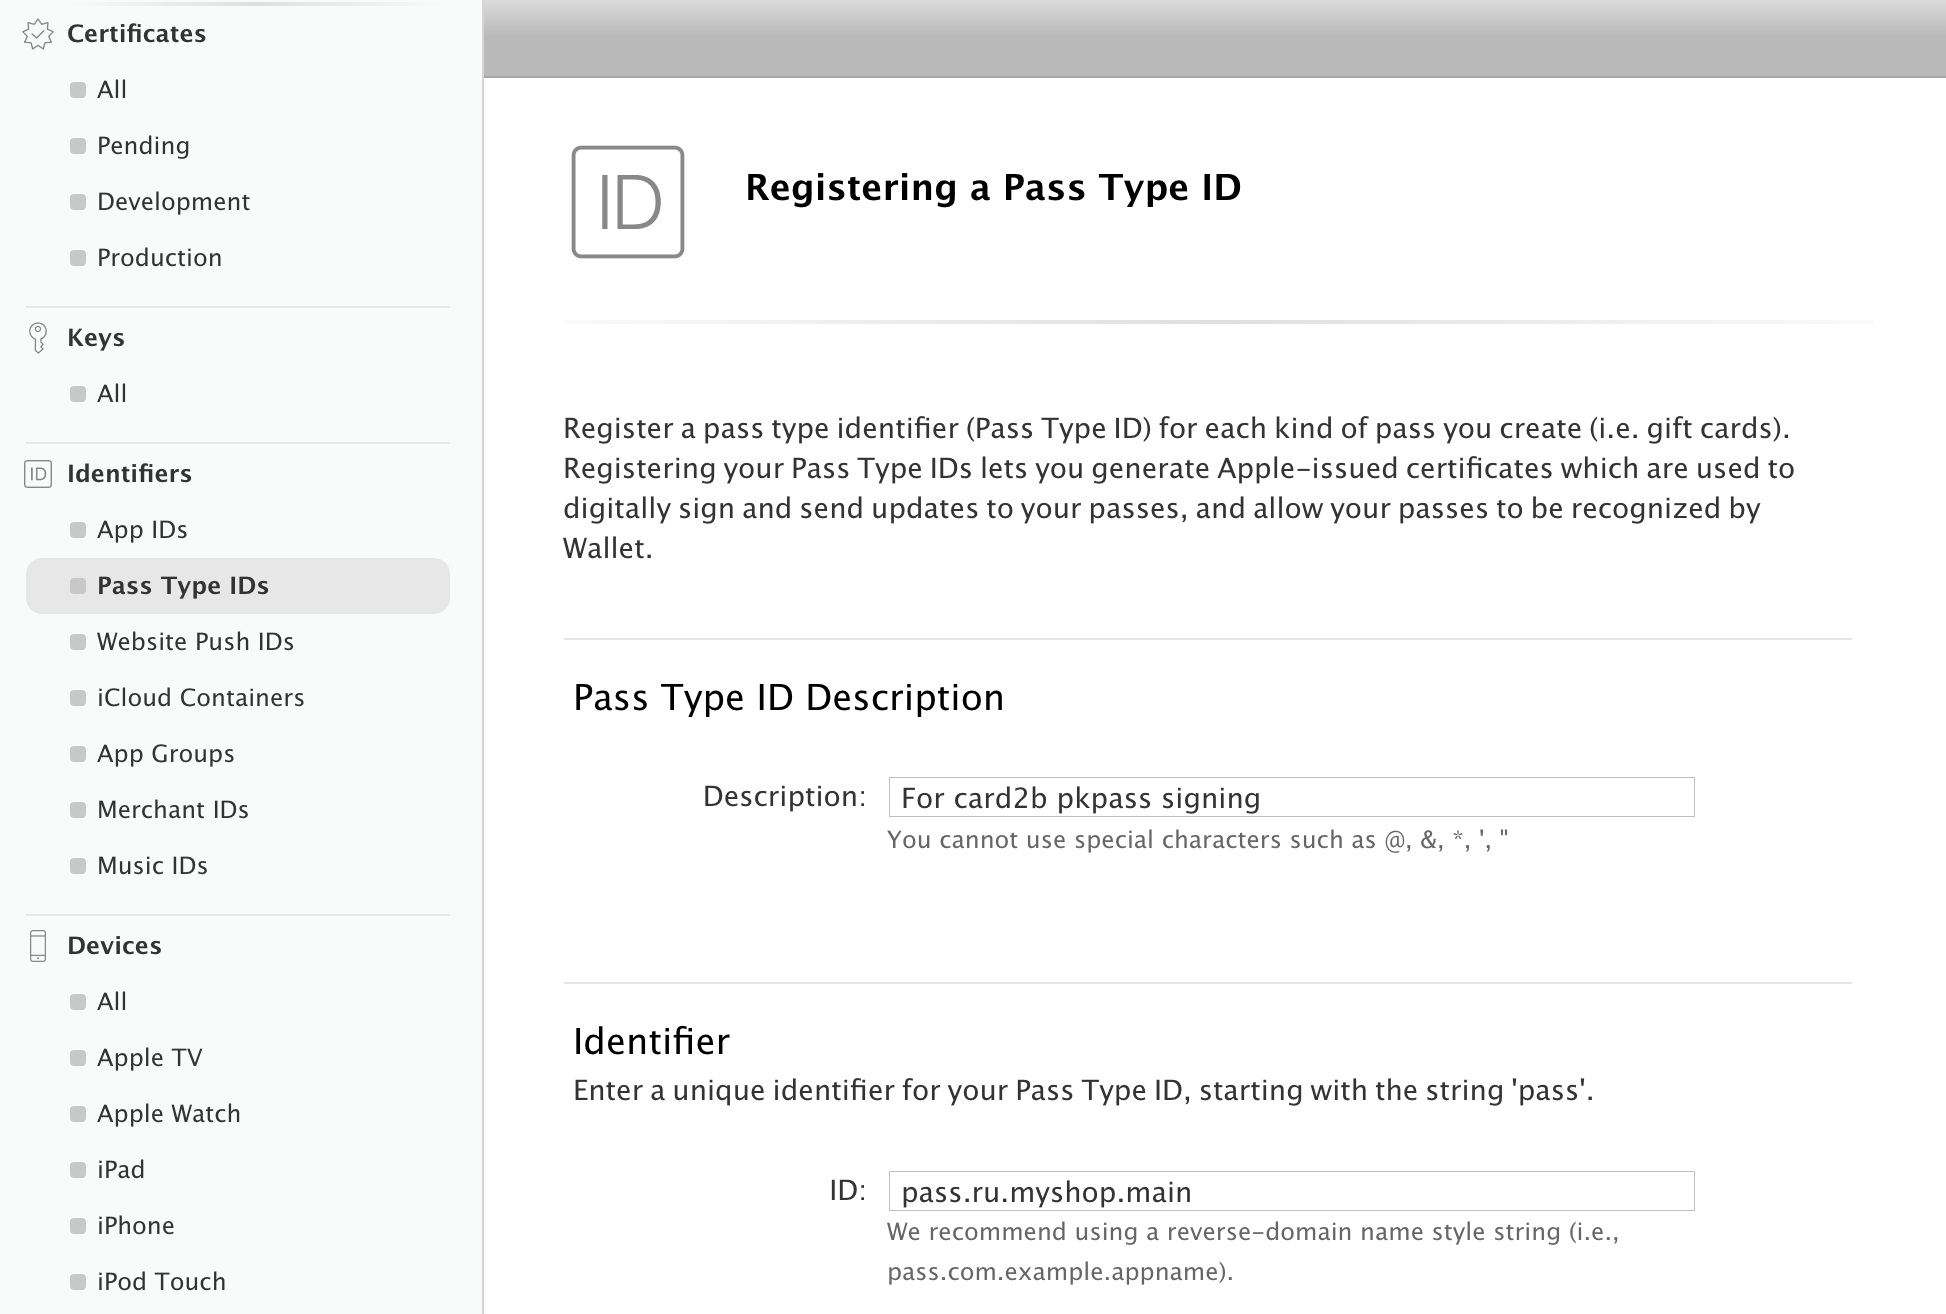 Certificates
All
Pending
Development
Production
Keys
All
ID
Identifiers
App IDs
Pass Type IDs
Website Push IDs
iCloud Containers
App Groups
Merchant IDs
Music IDs
Devices
All
Apple TV
Apple Watch
iPad
iPhone
iPod Touch
ID
Registering a Pass Type ID
Register a pass type identifier (Pass Type ID) for each kind of pass you create (i.e. gift cards).
Registering your Pass Type IDs lets you generate Apple-issued certificates which are used to
digitally sign and send updates to your passes, and allow your passes to be recognized by
Wallet.
Pass Type ID Description
Description: For card2b pkpass signing
You cannot use special characters such as @, &, *, ', "
Identifier
Enter a unique identifier for your Pass Type ID, starting with the string 'pass'.
ID: pass.ru.myshop.main
We recommend using a reverse-domain name style string (i.e.,
pass.com.example.appname).